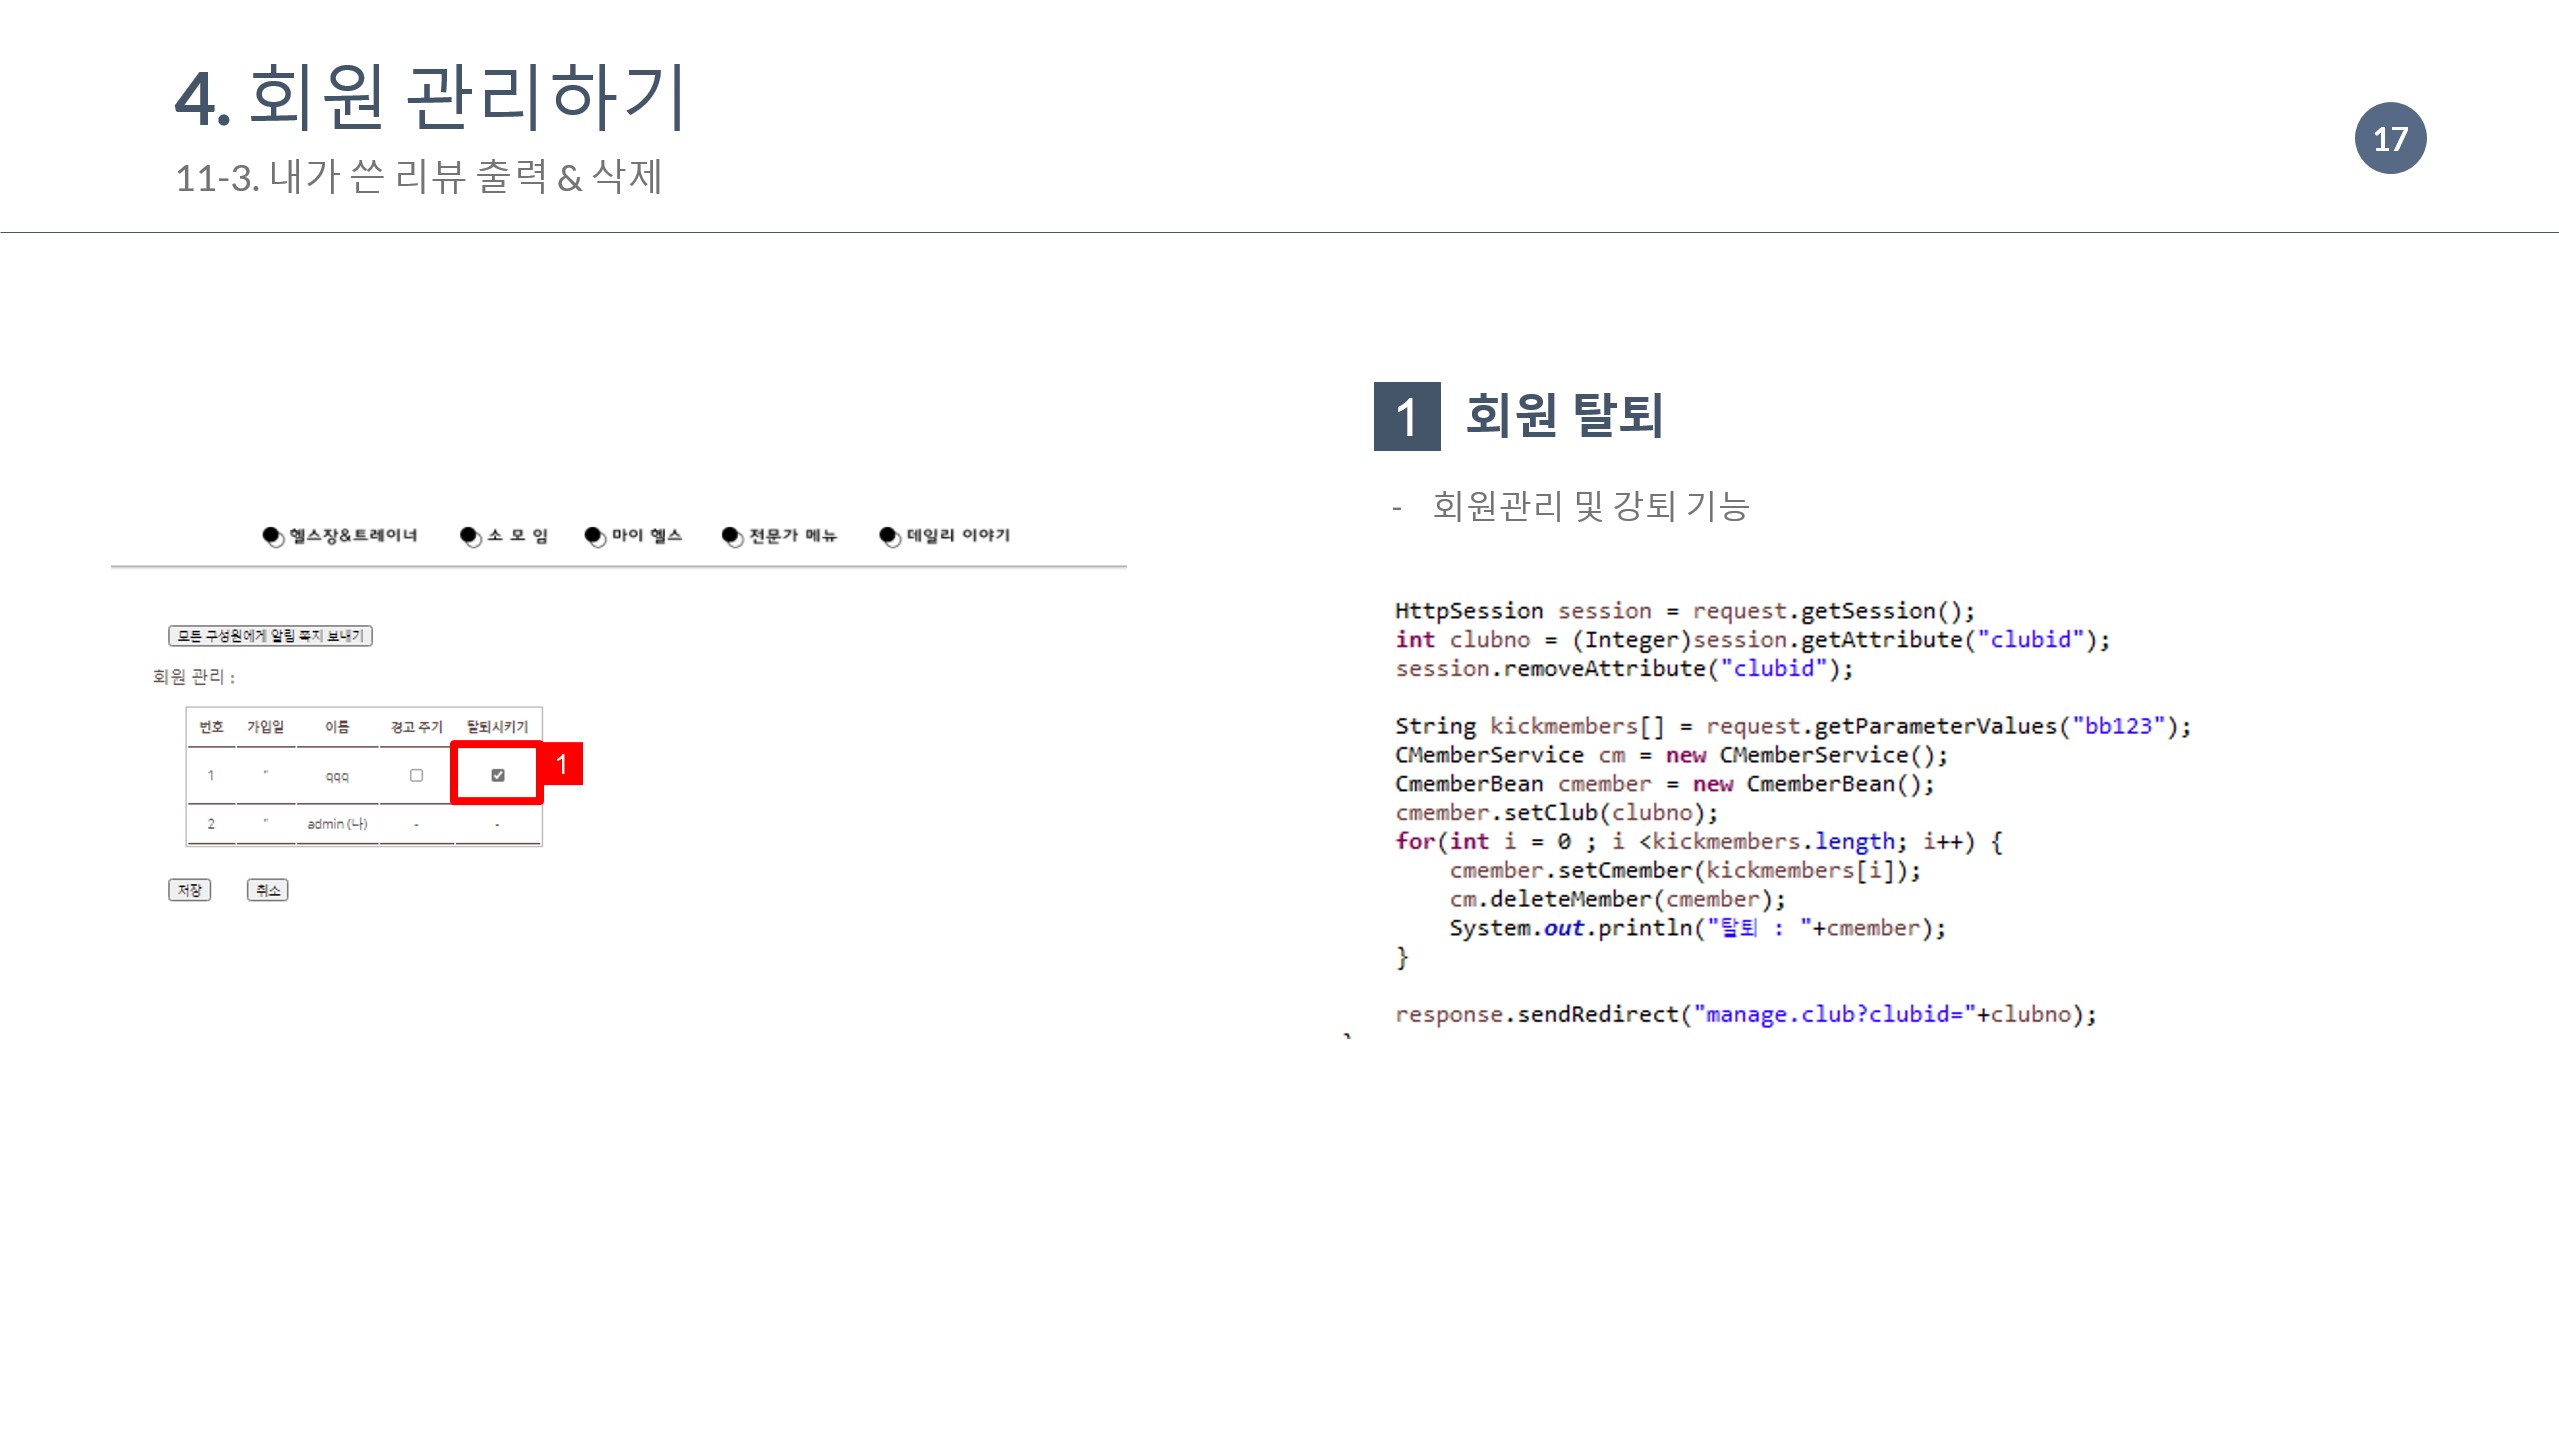 4. 회원 관리하기
11-3. 내가 쓴 리뷰 출력 & 삭제
17
헬스장&트레이너 소 모 임 마이 헬스 전문가 메뉴 데일리 이야기
모든 구성원에게 알림 쪽지 보내기
회원 관리 :
번호 가입일 이름 경고 주기 탈퇴시키기
1 " qqq 1
2 " admin (나) - -
저장 취소
1 회원 탈퇴
- 회원관리 및 강퇴 기능
HttpSession session = request.getSession();
int clubno = (Integer)session.getAttribute("clubid");
session.removeAttribute("clubid");
String kickmembers[] = request.getParameterValues("bb123");
CMemberService cm = new CMemberService();
CmemberBean cmember = new CmemberBean();
cmember.setClub(clubno);
for(int i = 0 ; i <kickmembers.length; i++) {
cmember.setCmember(kickmembers[i]);
cm.deleteMember(cmember);
System.out.println("탈퇴 : "+cmember);
}
response.sendRedirect("manage.club?clubid="+clubno);